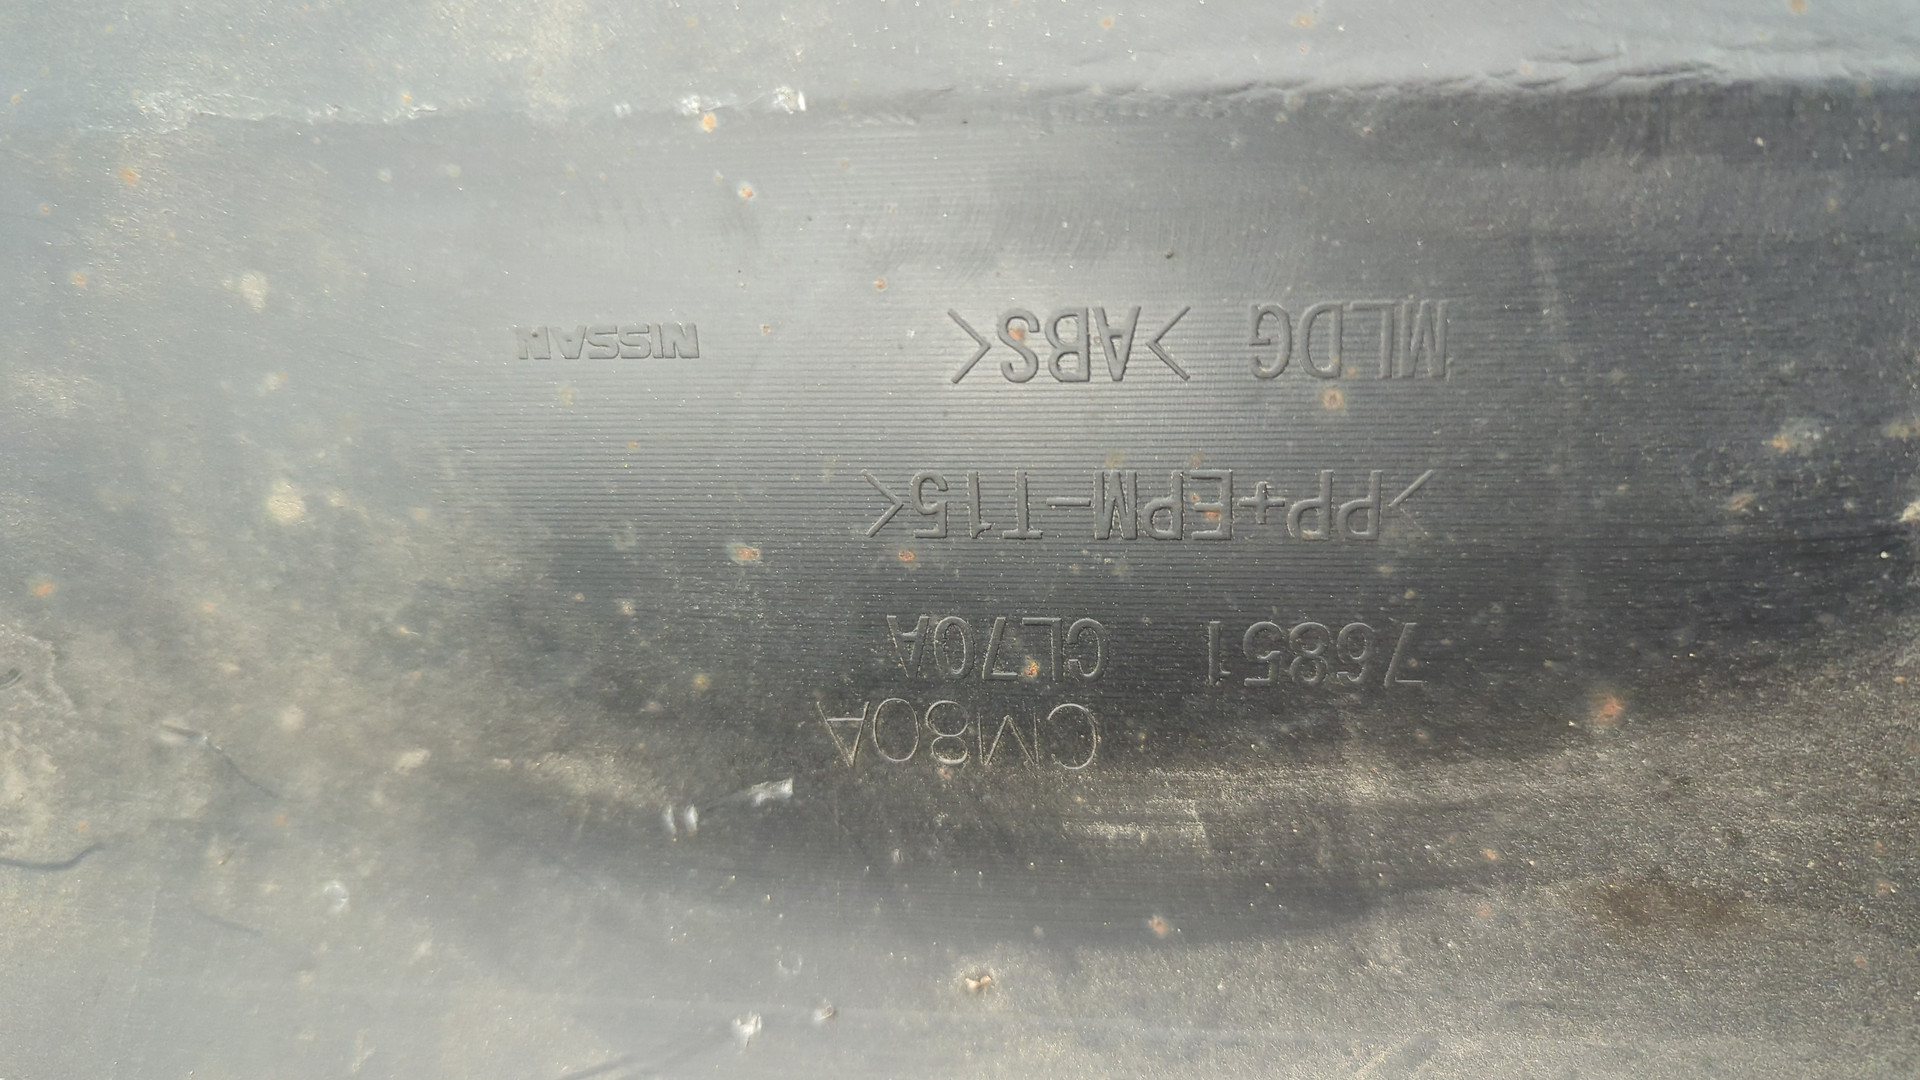 CM80A
76851 CL70A
>PP+EPM-T15<
MLDG >ABS< NISSAN